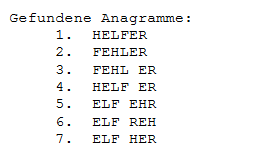 Gefundene Anagramme:
1. HELFER
2. FEHLER
3. FEHL ER
4. HELF ER
5. ELF EHR
6. ELF REH
7. ELF HER